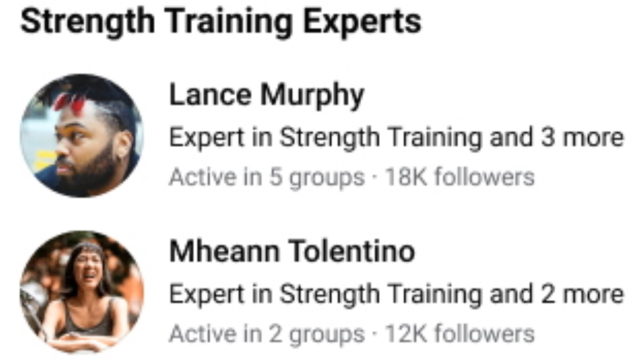 Strength Training Experts
Lance Murphy
Expert in Strength Training and 3 more
Active in 5 groups · 18K followers
Mheann Tolentino
Expert in Strength Training and 2 more
Active in 2 groups · 12K followers